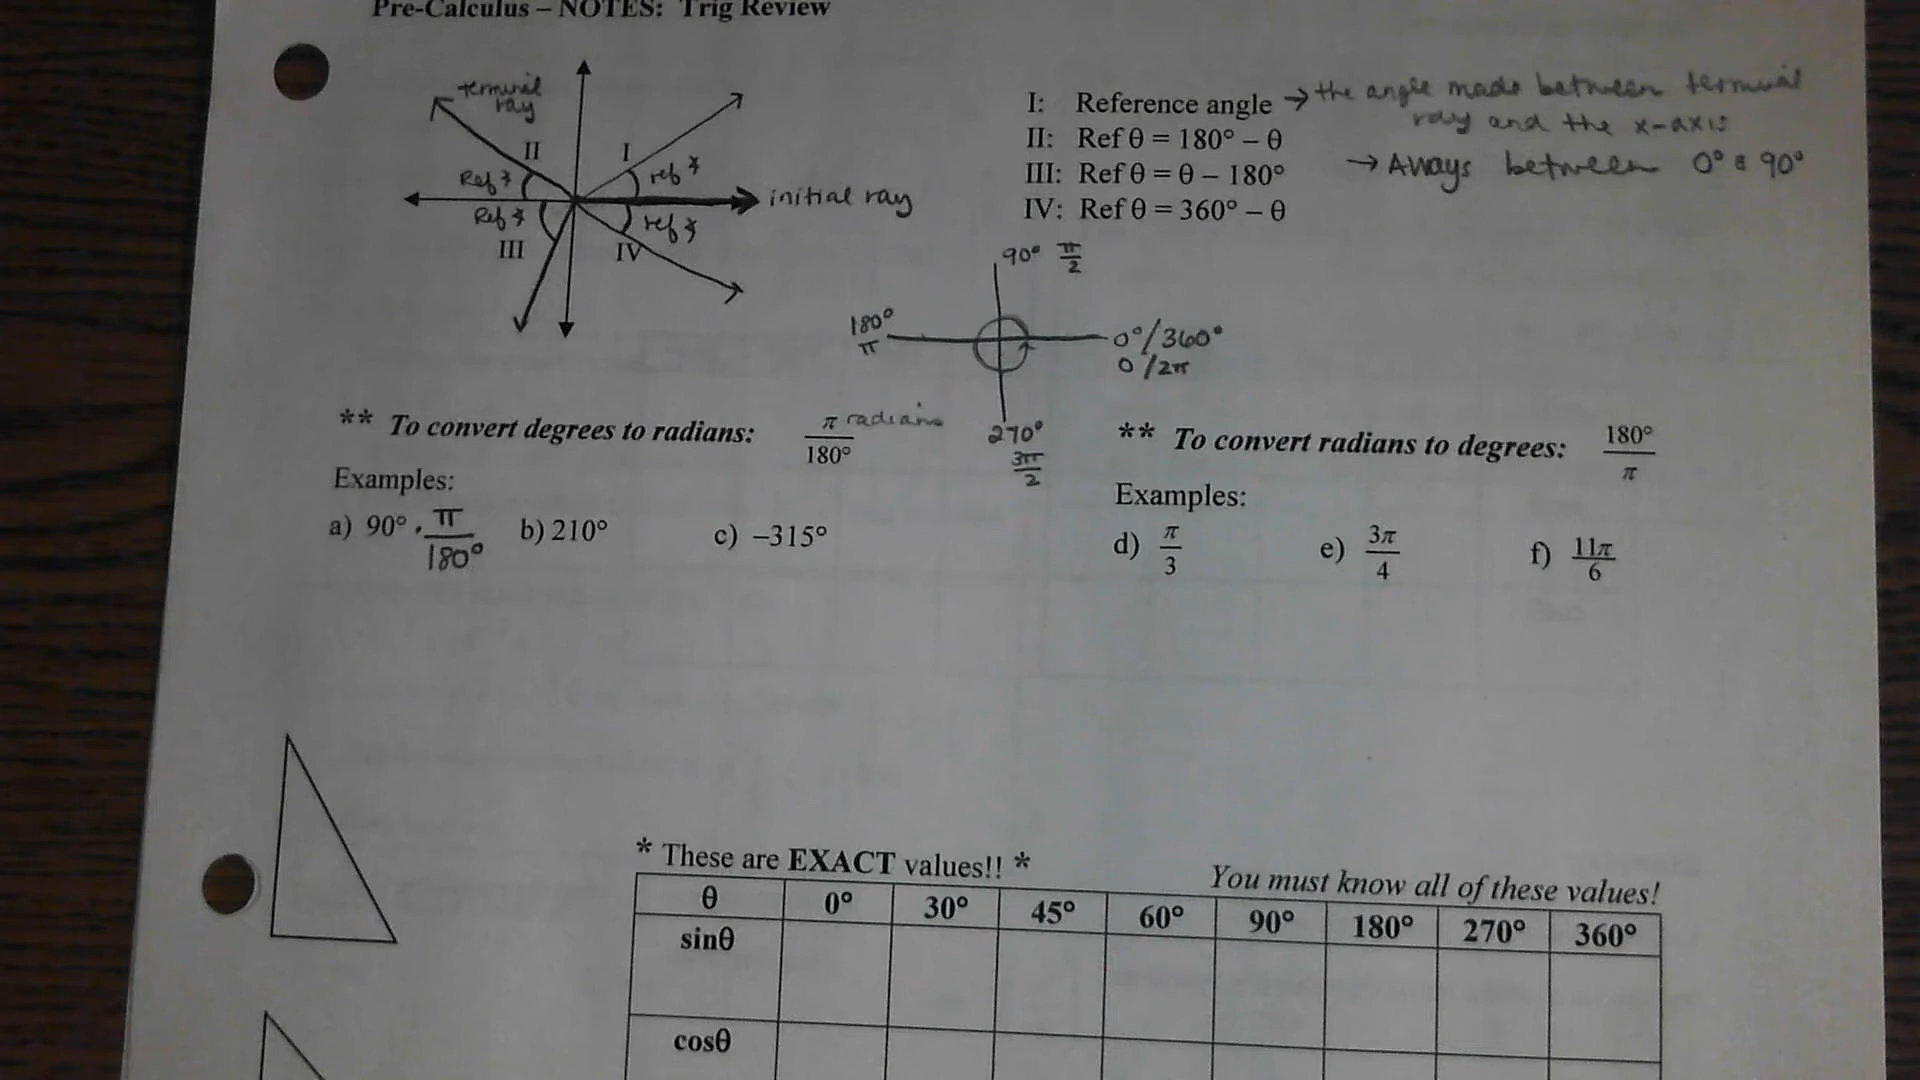 Pre-Calculus – NOTES: Trig Review
terminal
ray
II
I
Ref ∡
ref ∡
initial ray
Ref ∡
ref ∡
III
IV
I: Reference angle → the angle made between terminal
ray and the x-axis
II: Ref θ = 180° – θ
III: Ref θ = θ – 180°
→ Aways between 0° & 90°
IV: Ref θ = 360° – θ
90° π/2
180°
π
0°/360°
0/2π
270°
3π/2
** To convert degrees to radians: π radians/180°
** To convert radians to degrees: 180°/π
Examples:
a) 90° · π/180° b) 210° c) –315°
Examples:
d) π/3 e) 3π/4 f) 11π/6
* These are EXACT values!! *
You must know all of these values!
θ 0° 30° 45° 60° 90° 180° 270° 360°
sinθ
cosθ